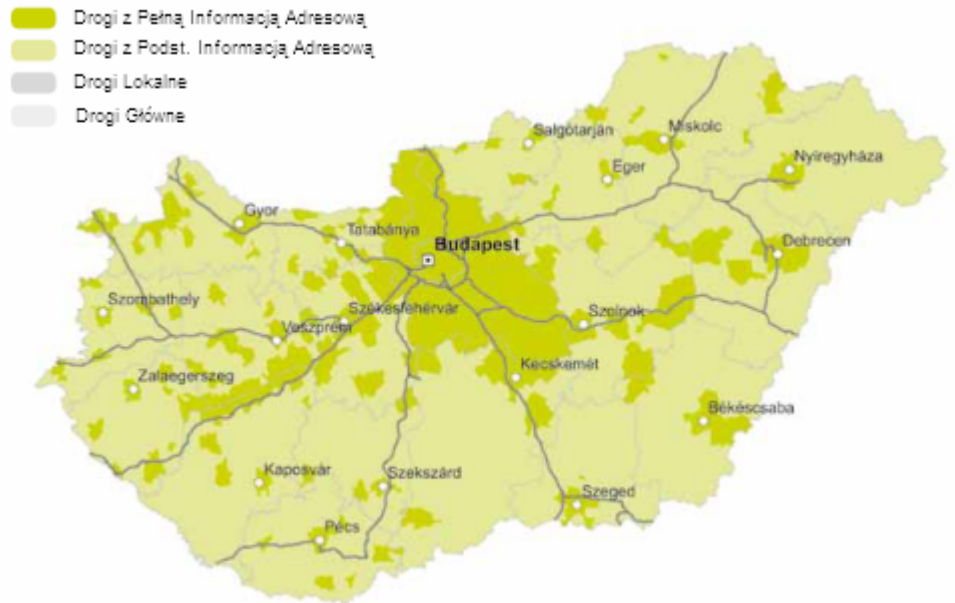 Drogi z Pełną Informacją Adresową
Drogi z Podst. Informacją Adresową
Drogi Lokalne
Drogi Główne
Salgótarján
Miskolc
Nyíregyháza
Eger
Gyor
Tatabánya
Budapest
Debrecen
Szombathely
Székesfehérvár
Veszprém
Szolnok
Zalaegerszeg
Kecskemét
Békéscsaba
Kaposvár
Szekszárd
Szeged
Pécs